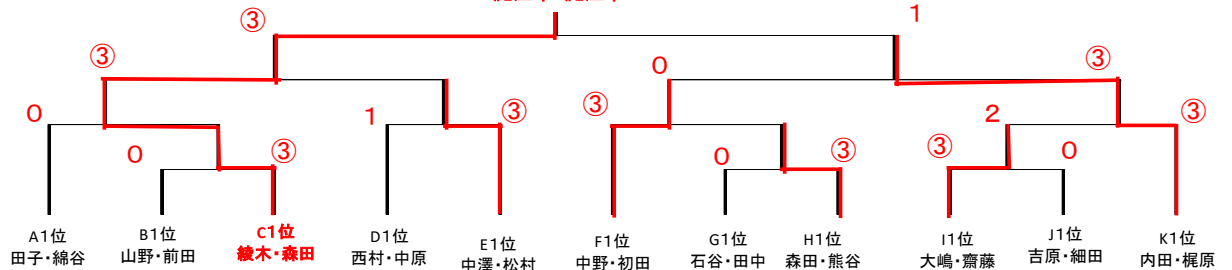 ③
1
③
0
③
0
③
1
③
③
2
0
③
0
③
③
0
A1位
田子・綿谷
B1位
山野・前田
C1位
綾木・森田
D1位
西村・中原
E1位
中澤・松村
F1位
中野・初田
G1位
石谷・田中
H1位
森田・熊谷
I1位
大嶋・齋藤
J1位
吉原・細田
K1位
内田・梶原